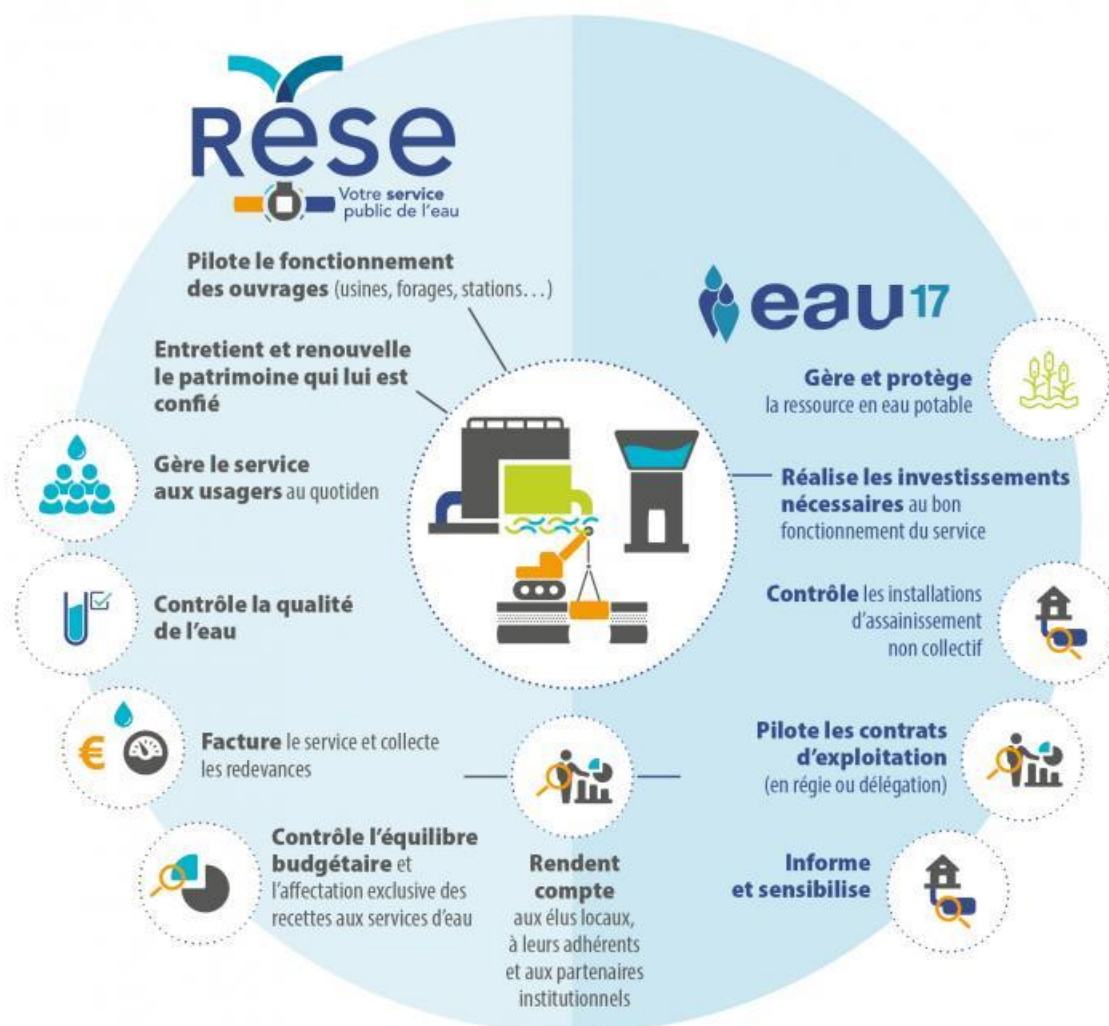 Rése
Votre service
public de l'eau
Pilote le fonctionnement
des ouvrages (usines, forages, stations…)
Entretient et renouvelle
le patrimoine qui lui est
confié
Gère le service
aux usagers au quotidien
Contrôle la qualité
de l'eau
€
Facture le service et collecte
les redevances
Contrôle l'équilibre
budgétaire et
l'affectation exclusive des
recettes aux services d'eau
Rendent
compte
aux élus locaux,
à leurs adhérents
et aux partenaires
institutionnels
eau17
Gère et protège
la ressource en eau potable
Réalise les investissements
nécessaires au bon
fonctionnement du service
Contrôle les installations
d'assainissement
non collectif
Pilote les contrats
d'exploitation
(en régie ou délégation)
Informe
et sensibilise